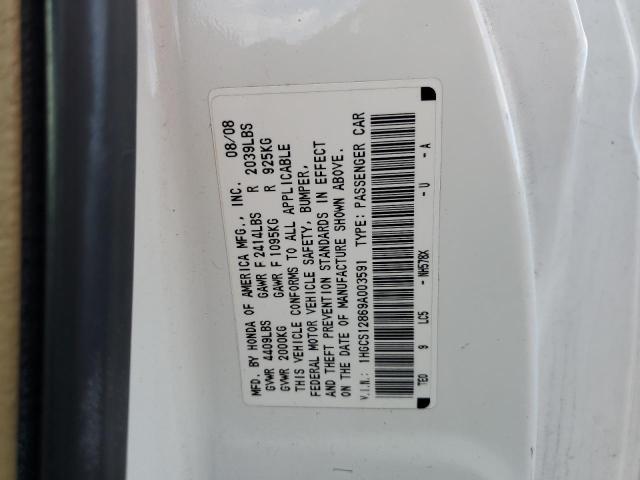 MFD. BY HONDA OF AMERICA MFG., INC. 08/08
GVWR 4409LBS GAWR F 2414LBS R 2039LBS
GVWR 2000KG GAWR F 1095KG R 925KG
THIS VEHICLE CONFORMS TO ALL APPLICABLE
FEDERAL MOTOR VEHICLE SAFETY, BUMPER,
AND THEFT PREVENTION STANDARDS IN EFFECT
ON THE DATE OF MANUFACTURE SHOWN ABOVE.
V.I.N.: 1HGCS12869A003591 TYPE: PASSENGER CAR
TE0 9 LC5 - NH578X - U - A